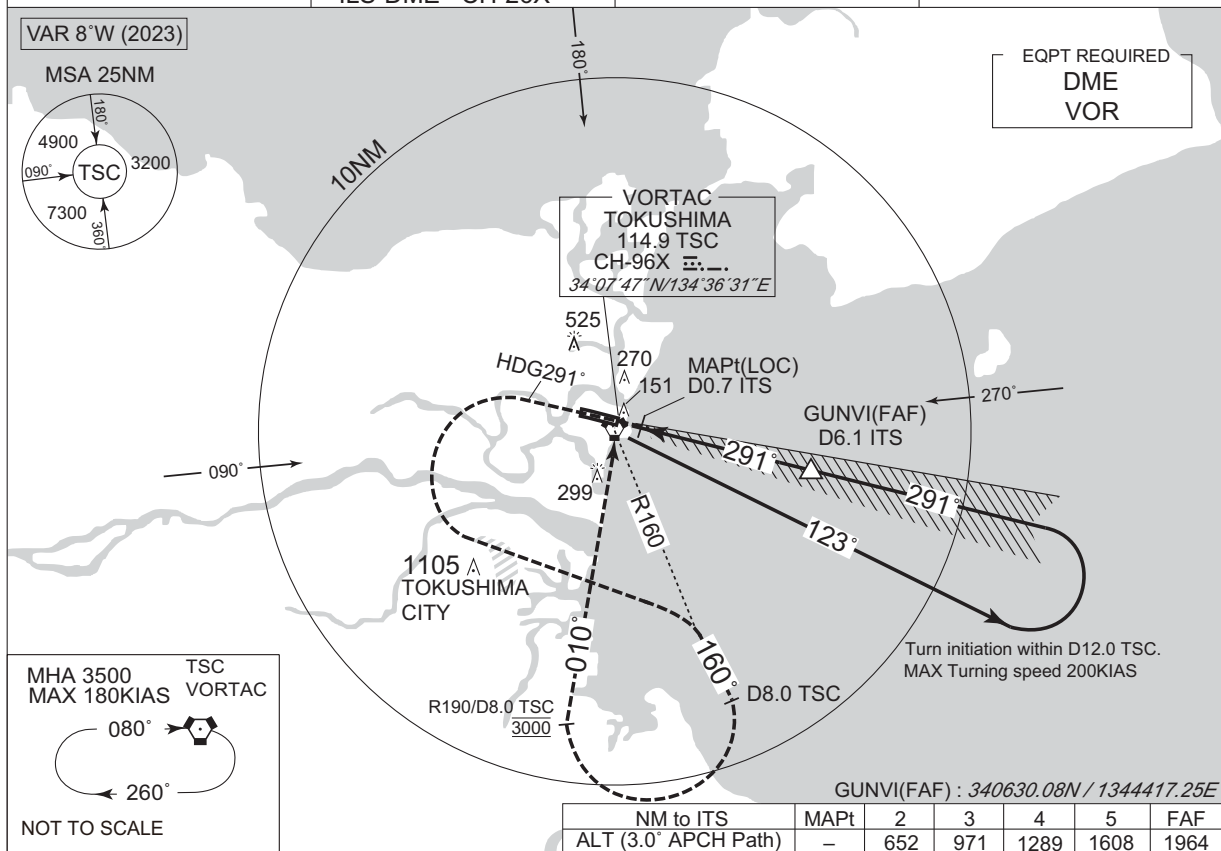 ILS-DME CH-26X
VAR 8°W (2023)
MSA 25NM
180°
4900
3200
090°
TSC
7300
360°
EQPT REQUIRED
DME
VOR
180°
10NM
VORTAC
TOKUSHIMA
114.9 TSC
CH-96X
34°07′47″N/134°36′31″E
525
270
151
HDG291°
MAPt(LOC)
D0.7 ITS
270°
GUNVI(FAF)
D6.1 ITS
090°
299
291°
291°
R160
123°
1105
TOKUSHIMA
CITY
010°
160°
D8.0 TSC
Turn initiation within D12.0 TSC.
MAX Turning speed 200KIAS
R190/D8.0 TSC
3000
MHA 3500
MAX 180KIAS
TSC
VORTAC
080°
260°
NOT TO SCALE
GUNVI(FAF) : 340630.08N / 1344417.25E
NM to ITS MAPt 2 3 4 5 FAF
ALT (3.0° APCH Path) – 652 971 1289 1608 1964